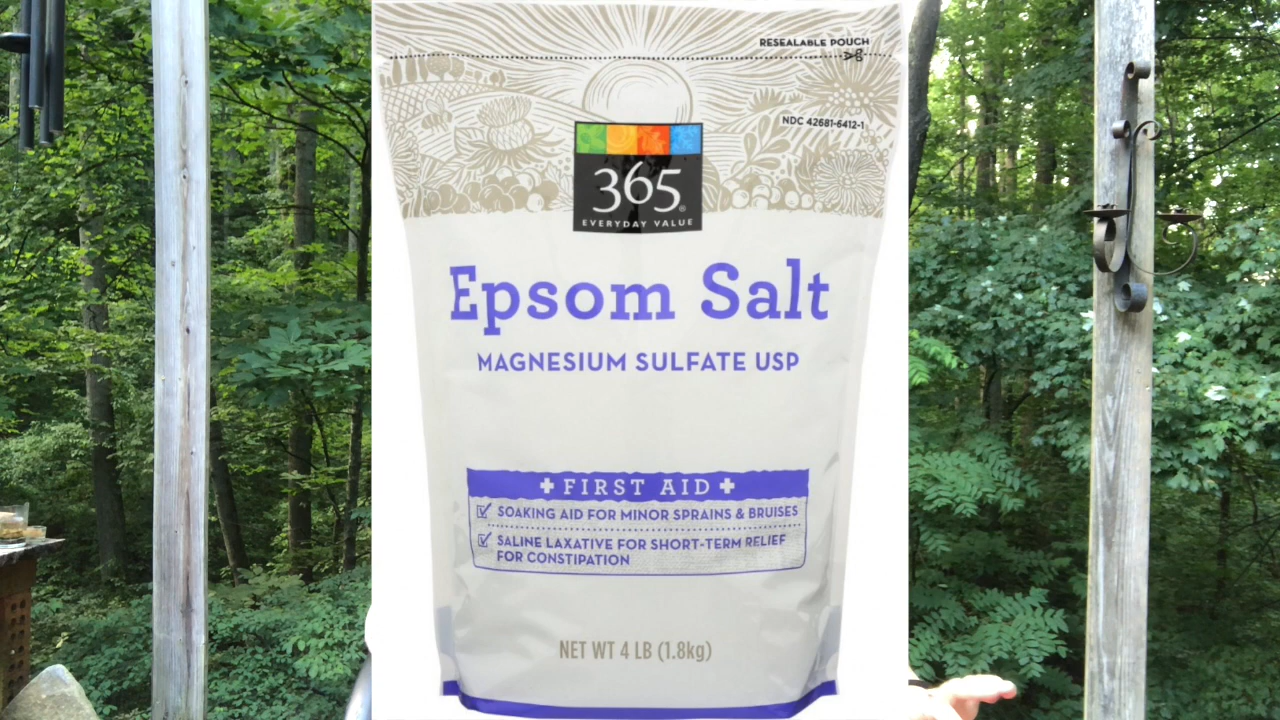 RESEALABLE POUCH
NDC 42681-6412-1
365®
EVERYDAY VALUE
Epsom Salt
MAGNESIUM SULFATE USP
FIRST AID
SOAKING AID FOR MINOR SPRAINS & BRUISES
SALINE LAXATIVE FOR SHORT-TERM RELIEF
FOR CONSTIPATION
NET WT 4 LB (1.8kg)